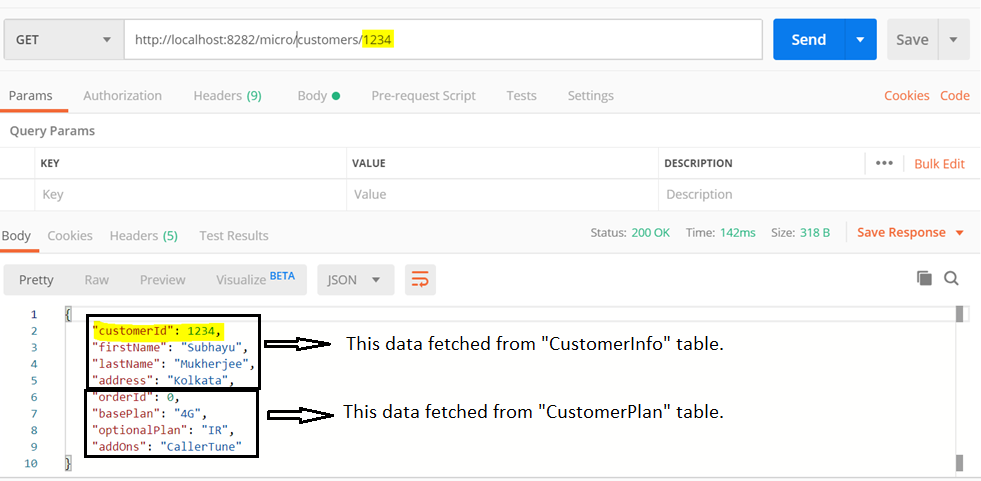 GET http://localhost:8282/micro/customers/1234 Send Save
Params Authorization Headers (9) Body Pre-request Script Tests Settings Cookies Code
Query Params
KEY VALUE DESCRIPTION ••• Bulk Edit
Key Value Description
Body Cookies Headers (5) Test Results Status: 200 OK Time: 142ms Size: 318 B Save Response
Pretty Raw Preview Visualize BETA JSON
1 {
2 "customerId": 1234,
3 "firstName": "Subhayu", This data fetched from "CustomerInfo" table.
4 "lastName": "Mukherjee",
5 "address": "Kolkata",
6 "orderId": 0,
7 "basePlan": "4G", This data fetched from "CustomerPlan" table.
8 "optionalPlan": "IR",
9 "addOns": "CallerTune"
10 }